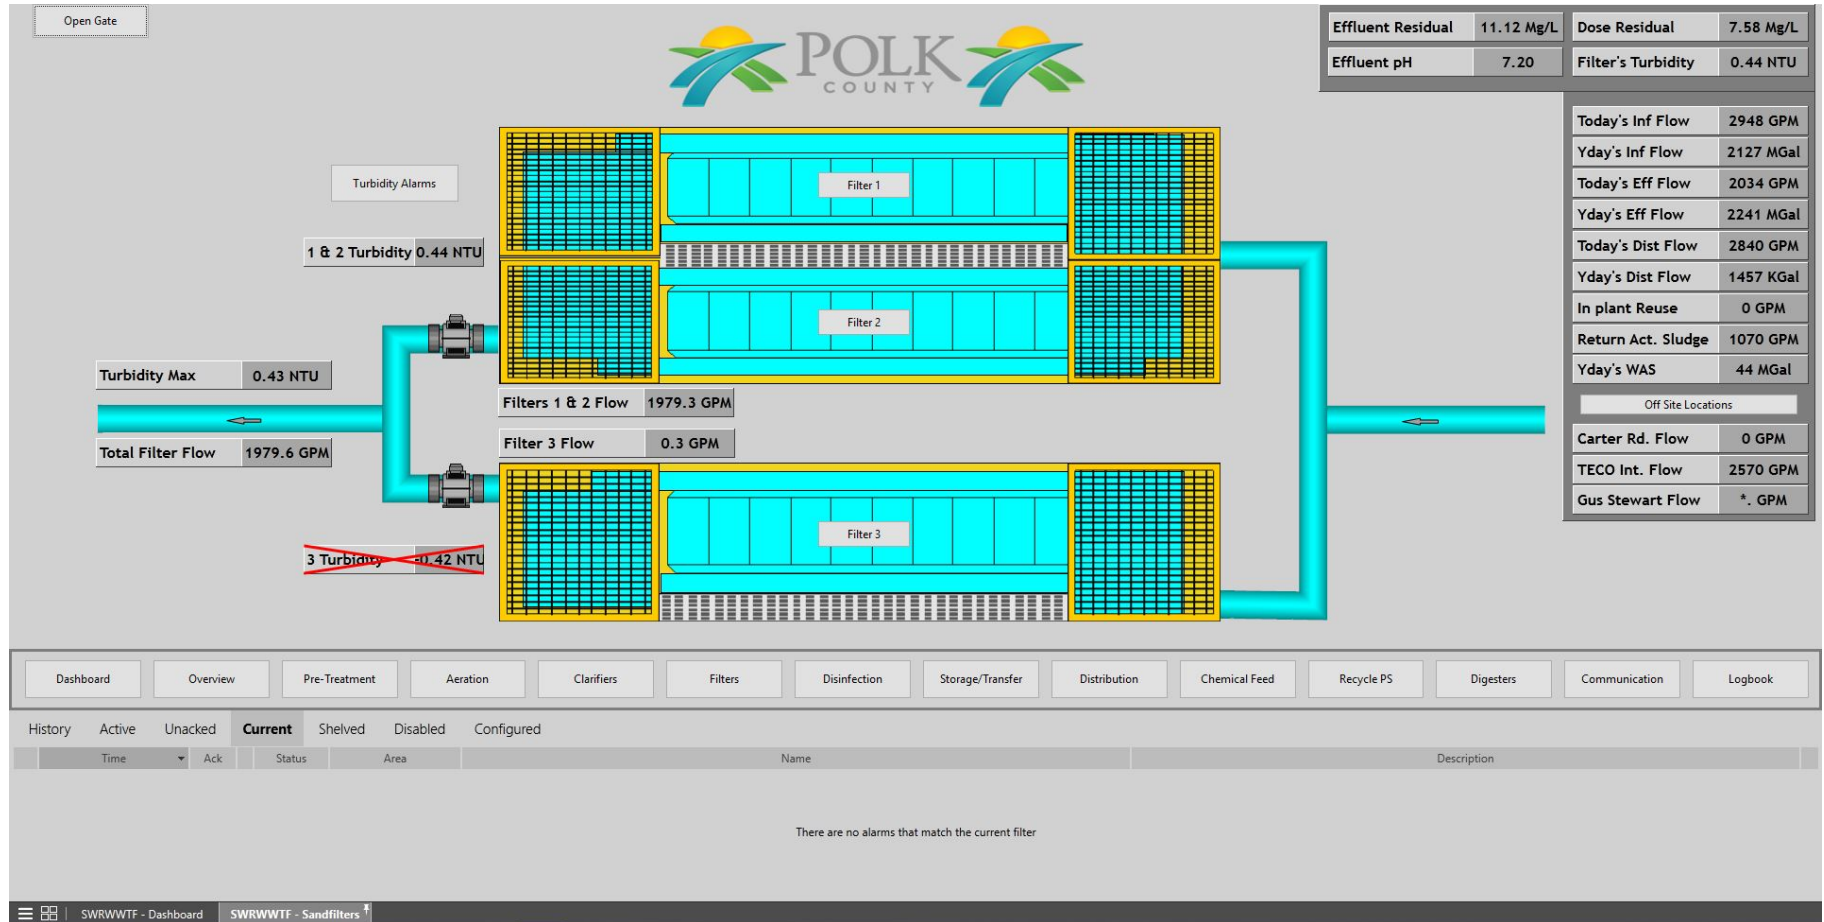 Open Gate
POLK
COUNTY
Effluent Residual 11.12 Mg/L Dose Residual 7.58 Mg/L
Effluent pH 7.20 Filter's Turbidity 0.44 NTU
Today's Inf Flow 2948 GPM
Yday's Inf Flow 2127 MGal
Today's Eff Flow 2034 GPM
Yday's Eff Flow 2241 MGal
Today's Dist Flow 2840 GPM
Yday's Dist Flow 1457 KGal
In plant Reuse 0 GPM
Return Act. Sludge 1070 GPM
Yday's WAS 44 MGal
Off Site Locations
Carter Rd. Flow 0 GPM
TECO Int. Flow 2570 GPM
Gus Stewart Flow *. GPM
Turbidity Alarms
Filter 1
1 & 2 Turbidity 0.44 NTU
Filter 2
Turbidity Max 0.43 NTU
Filters 1 & 2 Flow 1979.3 GPM
Filter 3 Flow 0.3 GPM
Total Filter Flow 1979.6 GPM
Filter 3
3 Turbidity -0.42 NTU
Dashboard Overview Pre-Treatment Aeration Clarifiers Filters Disinfection Storage/Transfer Distribution Chemical Feed Recycle PS Digesters Communication Logbook
History Active Unacked Current Shelved Disabled Configured
Time Ack Status Area Name Description
There are no alarms that match the current filter
SWRWWTF - Dashboard SWRWWTF - Sandfilters